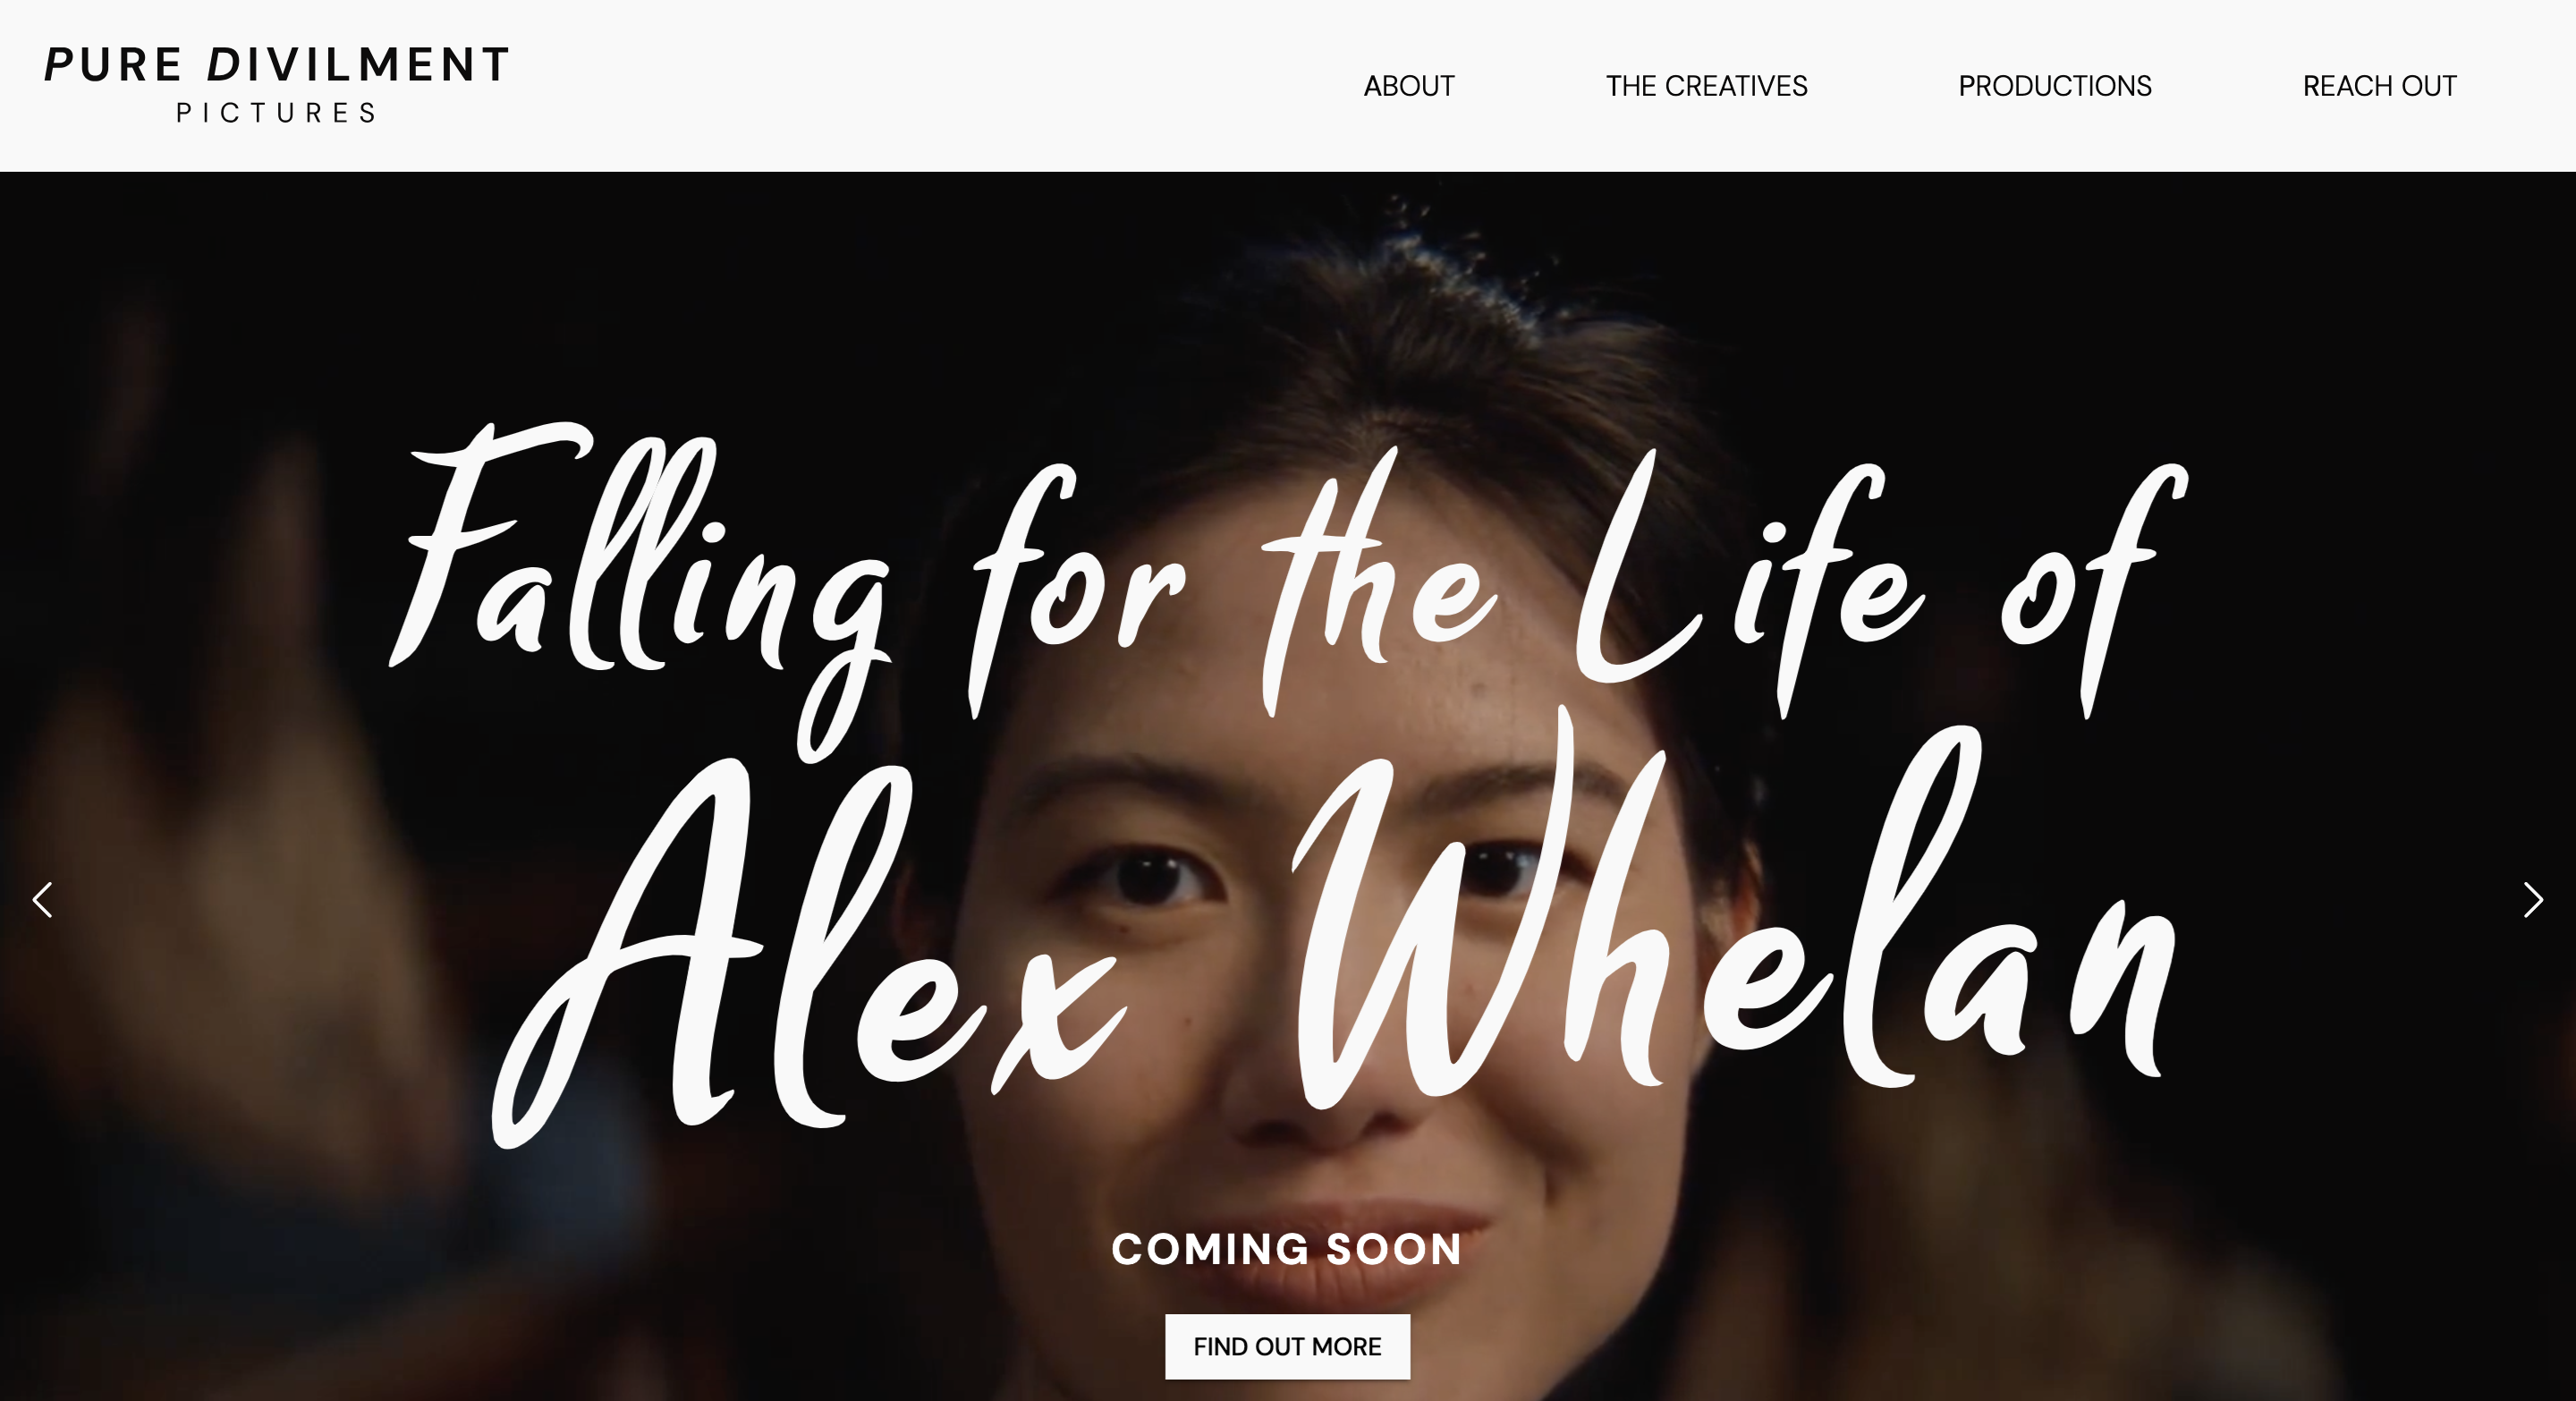 PURE DIVILMENT
PICTURES
ABOUT
THE CREATIVES
PRODUCTIONS
REACH OUT
Falling for the Life of
Alex Whelan
COMING SOON
FIND OUT MORE